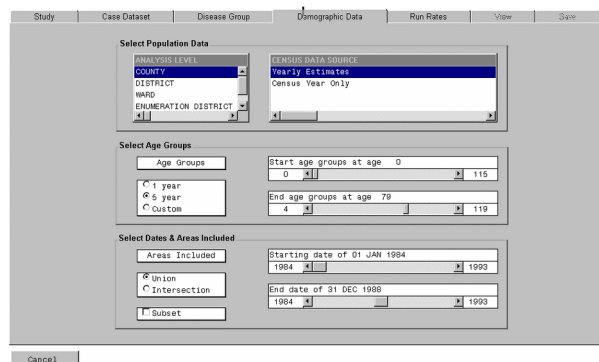 Study Case Dataset Disease Group Demographic Data Run Rates View Save
Select Population Data
ANALYSIS LEVEL CENSUS DATA SOURCE
COUNTY Yearly Estimates
DISTRICT Census Year Only
WARD
ENUMERATION DISTRICT
Select Age Groups
Age Groups Start age groups at age 0
0 115
1 year
5 year End age groups at age 79
Custom 4 119
Select Dates & Areas Included
Areas Included Starting date of 01 JAN 1984
1984 1993
Union
Intersection End date of 31 DEC 1988
1984 1993
Subset
Cancel